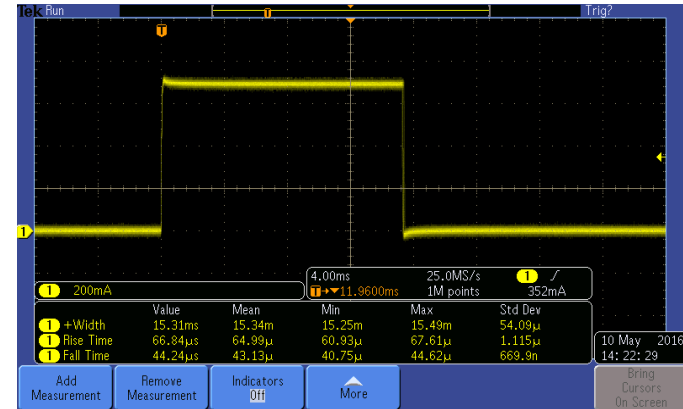 Tek Run Trig?
T
T
1
4.00ms 25.0MS/s 1 /
1 200mA T→▼11.9600ms 1M points 352mA
Value Mean Min Max Std Dev
1 +Width 15.31ms 15.34m 15.25m 15.49m 54.09µ
1 Rise Time 66.84µs 64.99µ 60.93µ 67.61µ 1.115µ
1 Fall Time 44.24µs 43.13µ 40.75µ 44.62µ 669.9n
10 May 2016
14:22:29
Add
Measurement
Remove
Measurement
Indicators
Off
More
Bring
Cursors
On Screen